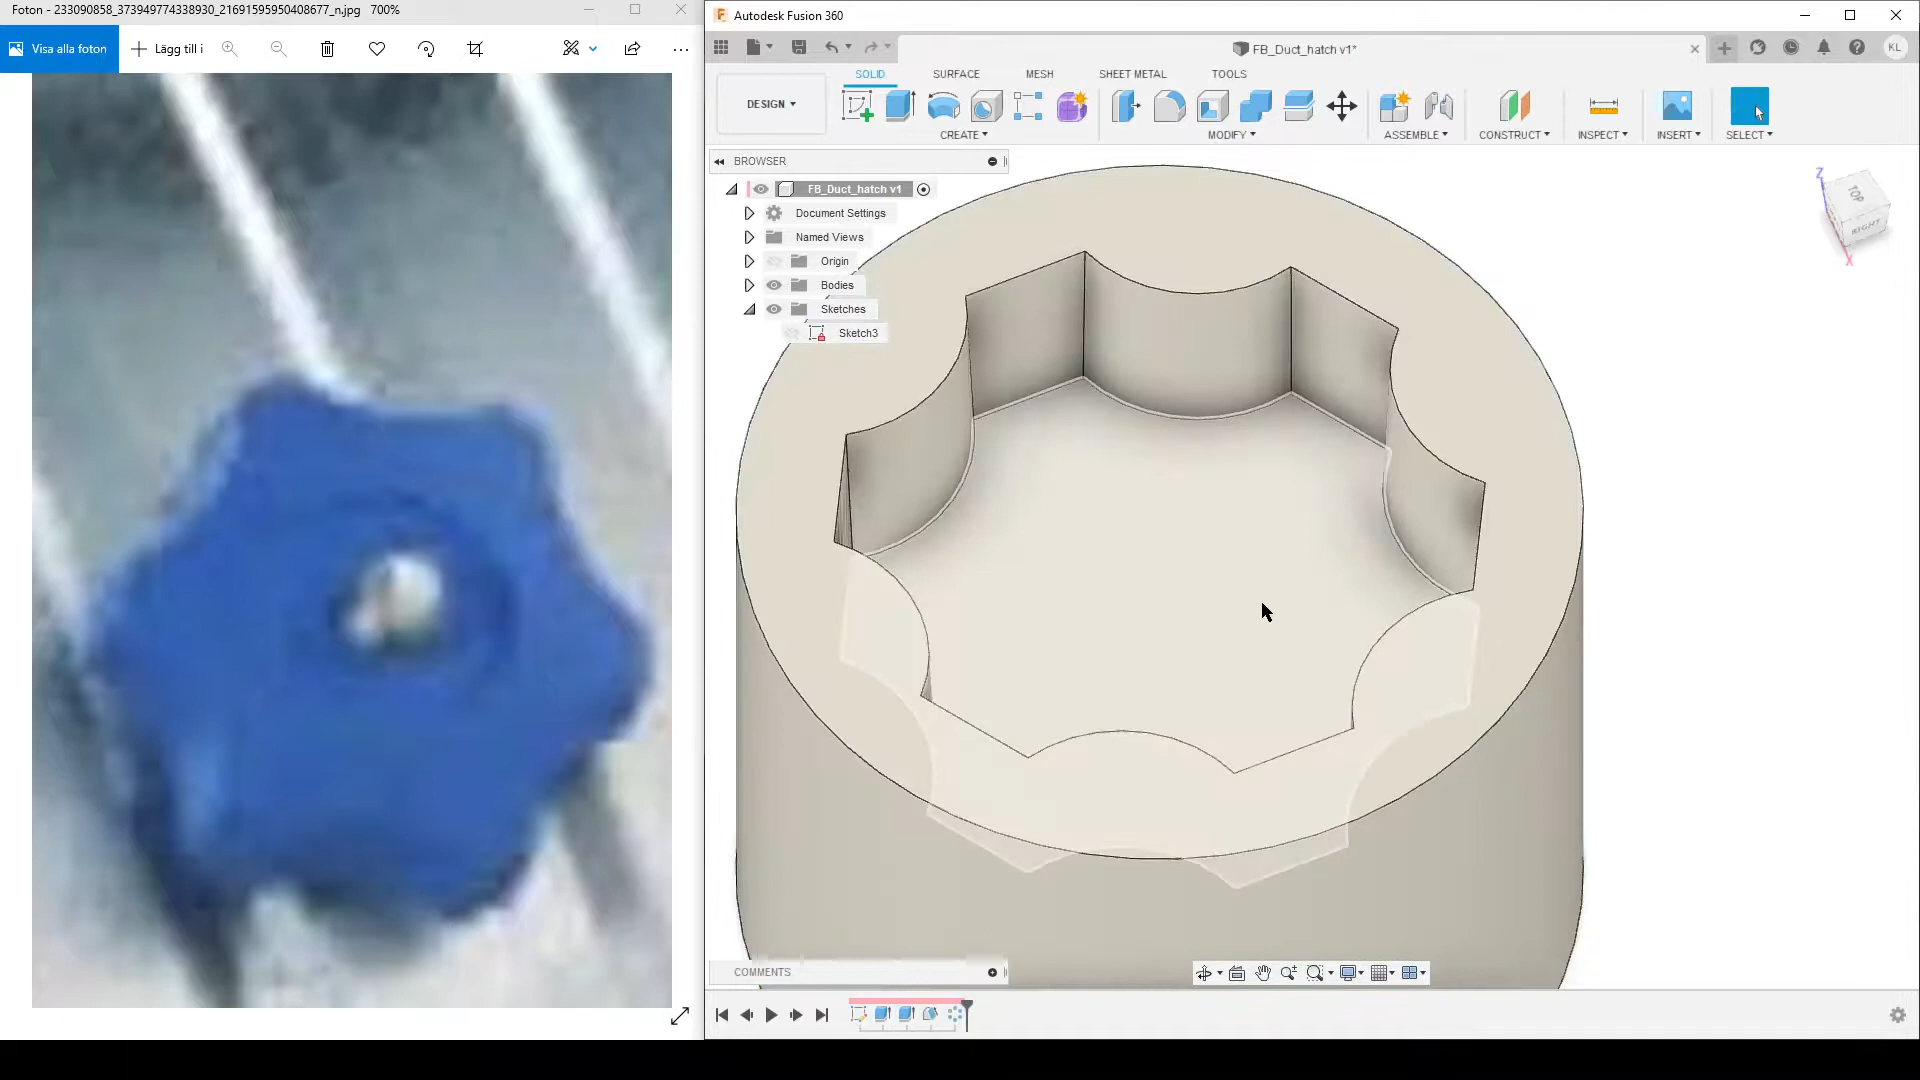 Foton - 233090858_373949774338930_21691595950408677_n.jpg 700%
Visa alla foton
Lägg till i
Autodesk Fusion 360
FB_Duct_hatch v1*
KL
DESIGN
SOLID SURFACE MESH SHEET METAL TOOLS
CREATE MODIFY ASSEMBLE CONSTRUCT INSPECT INSERT SELECT
BROWSER
FB_Duct_hatch v1
Document Settings
Named Views
Origin
Bodies
Sketches
Sketch3
Z
TOP
RIGHT
X
COMMENTS